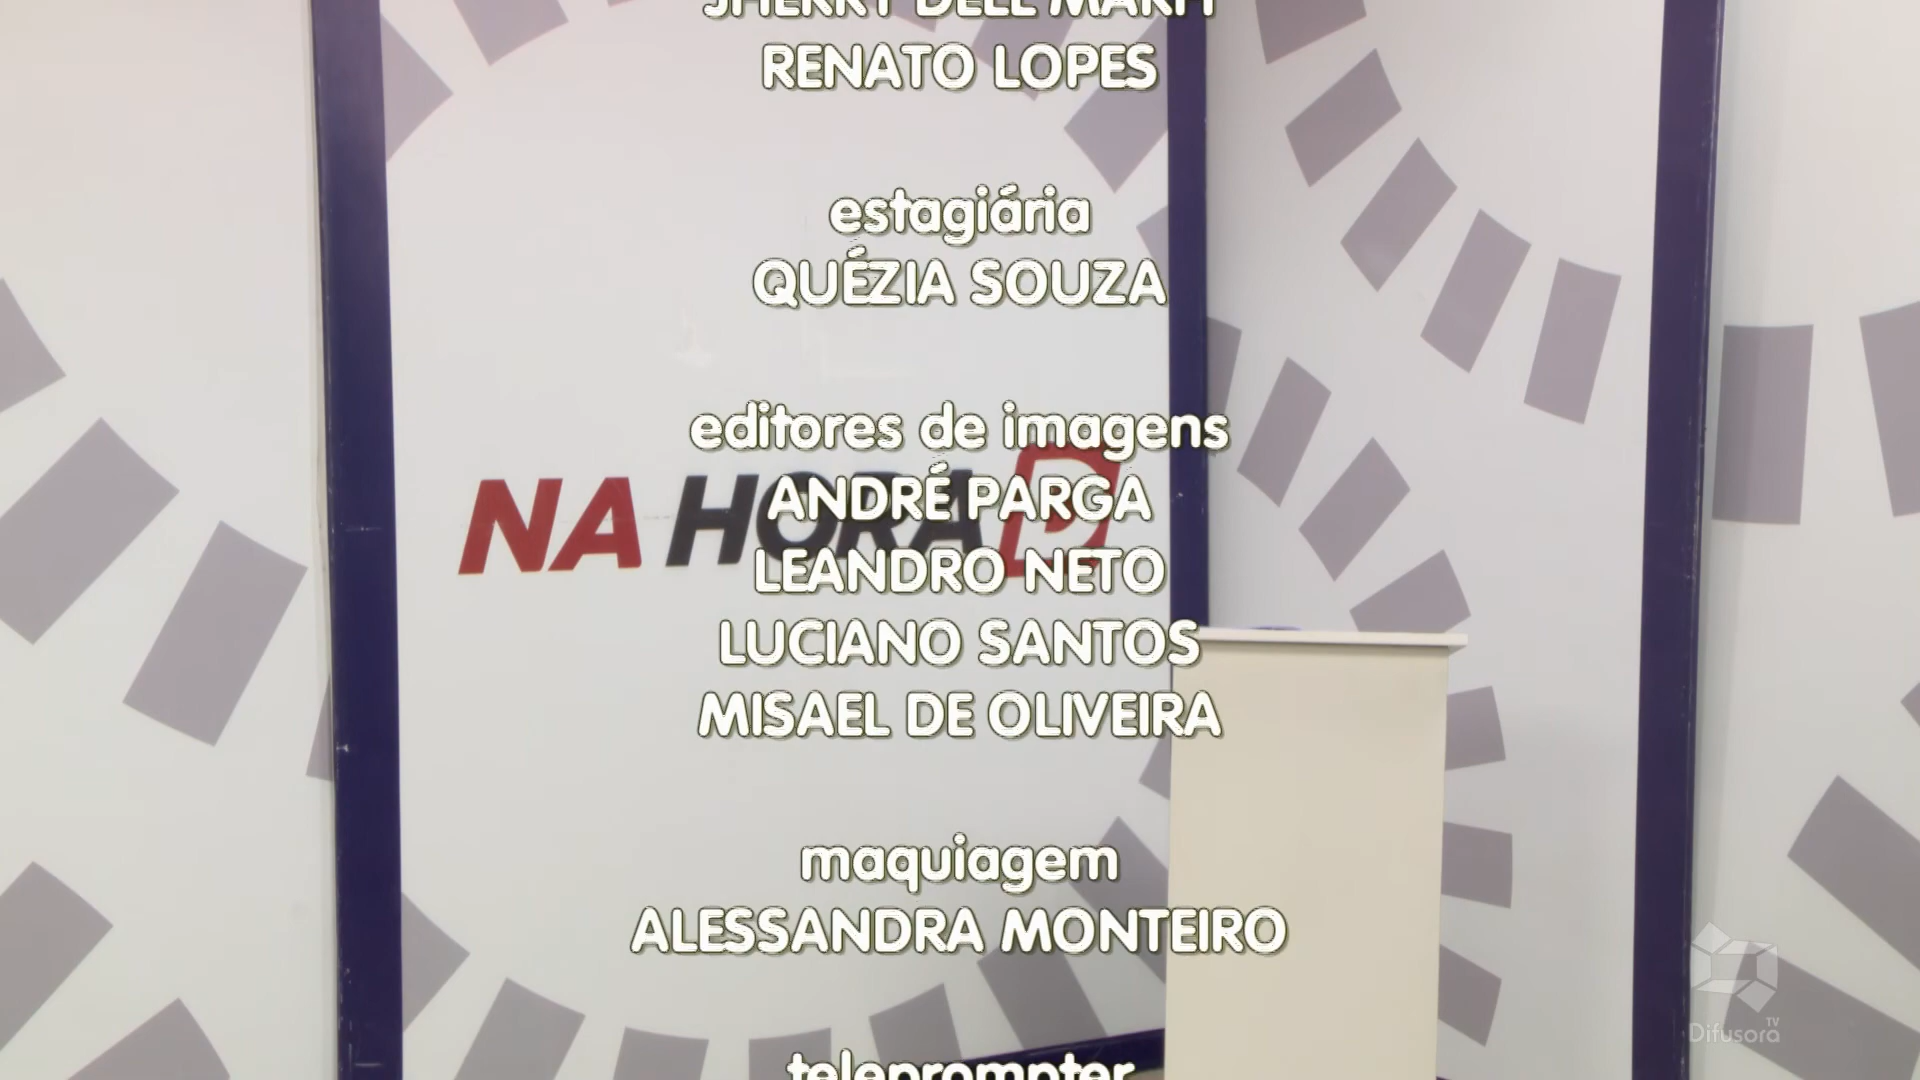 RENATO LOPES
estagiária
QUÉZIA SOUZA
editores de imagens
ANDRÉ PARGA
LEANDRO NETO
LUCIANO SANTOS
MISAEL DE OLIVEIRA
NA HORA D
maquiagem
ALESSANDRA MONTEIRO
teleprompter
TV
Difusora